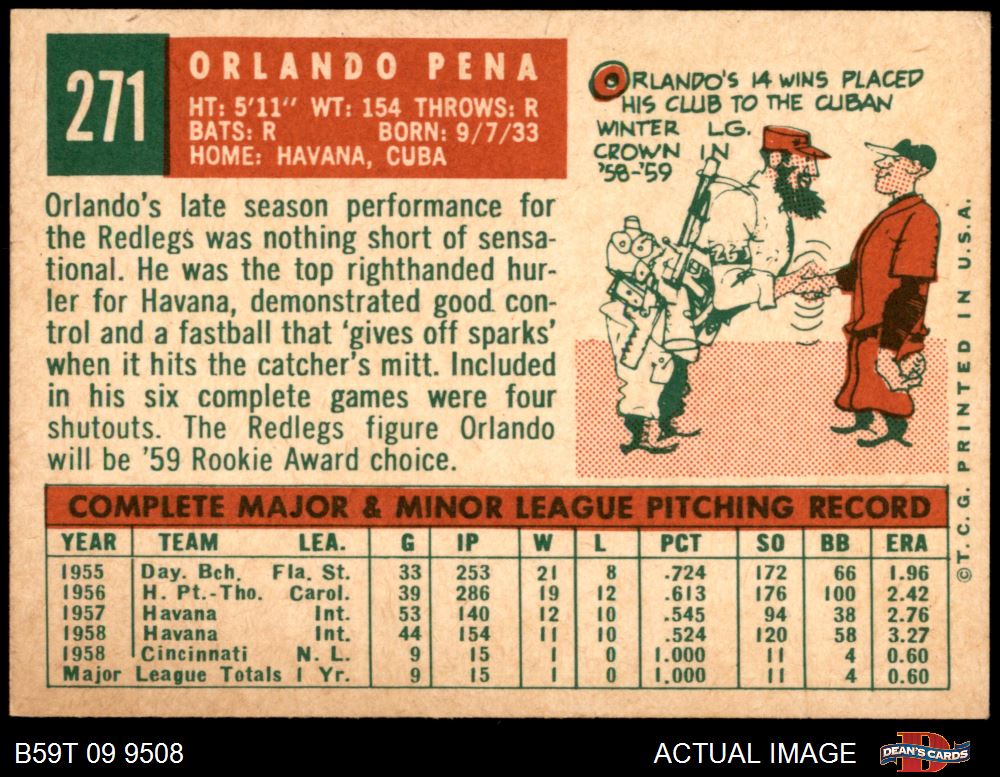 271
ORLANDO PENA
HT: 5'11" WT: 154 THROWS: R
BATS: R BORN: 9/7/33
HOME: HAVANA, CUBA
ORLANDO'S 14 WINS PLACED
HIS CLUB TO THE CUBAN
WINTER LG.
CROWN IN
'58-'59
Orlando's late season performance for
the Redlegs was nothing short of sensa-
tional. He was the top righthanded hur-
ler for Havana, demonstrated good con-
trol and a fastball that 'gives off sparks'
when it hits the catcher's mitt. Included
in his six complete games were four
shutouts. The Redlegs figure Orlando
will be '59 Rookie Award choice.
COMPLETE MAJOR & MINOR LEAGUE PITCHING RECORD
YEAR TEAM LEA. G IP W L PCT SO BB ERA
1955 Day. Bch. Fla. St. 33 253 21 8 .724 172 66 1.96
1956 H. Pt.-Tho. Carol. 39 286 19 12 .613 176 100 2.42
1957 Havana Int. 53 140 12 10 .545 94 38 2.76
1958 Havana Int. 44 154 11 10 .524 120 58 3.27
1958 Cincinnati N. L. 9 15 1 0 1.000 11 4 0.60
Major League Totals 1 Yr. 9 15 1 0 1.000 11 4 0.60
©T. C. G. PRINTED IN U.S.A.
B59T 09 9508
ACTUAL IMAGE
DEAN'S CARDS